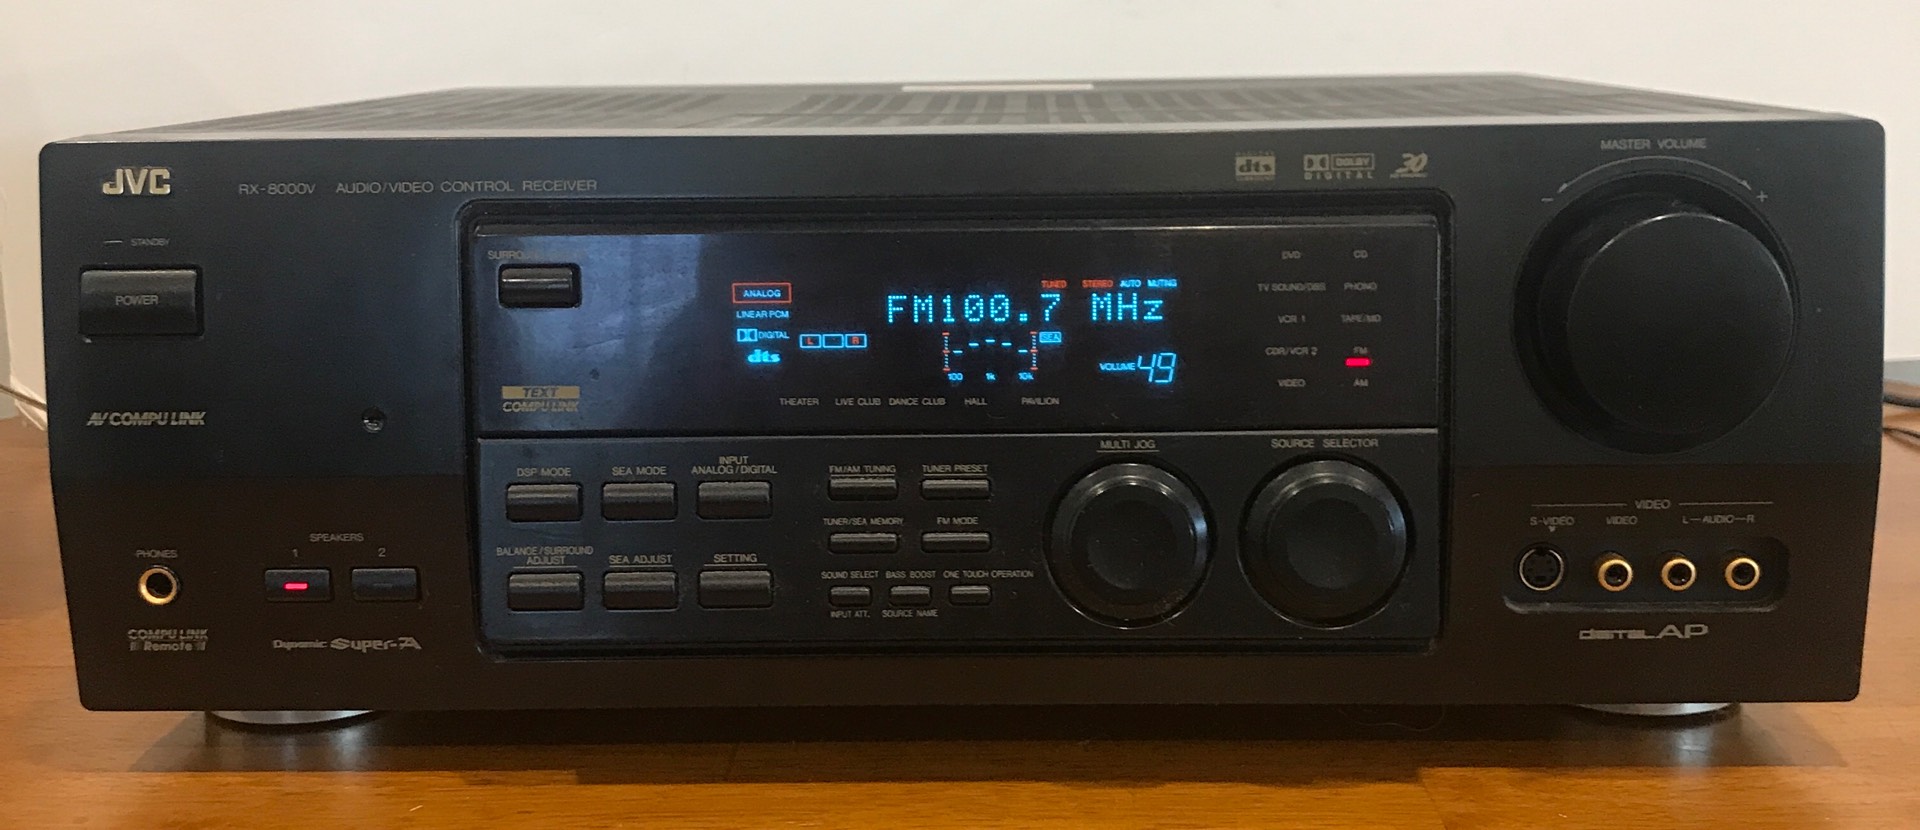 JVC
RX-8000V AUDIO/VIDEO CONTROL RECEIVER
dts
DOLBY
DIGITAL
MASTER VOLUME
− +
STANDBY
POWER
AV COMPU LINK
TEXT
COMPU LINK
ANALOG
LINEAR PCM
DIGITAL
dts
L R
TUNED STEREO AUTO MUTING
FM100.7 MHz
SEA
100 1k 10k
VOLUME 49
THEATER LIVE CLUB DANCE CLUB HALL PAVILION
DVD CD
TV SOUND/DBS PHONO
VCR 1 TAPE/MD
CDR/VCR 2 FM
VIDEO AM
PHONES
SPEAKERS
1 2
COMPU LINK
Remote
Dynamic Super-A
DSP MODE SEA MODE INPUT
ANALOG/DIGITAL
BALANCE/SURROUND
ADJUST
SEA ADJUST SETTING
FM/AM TUNING TUNER PRESET
TUNER/SEA MEMORY FM MODE
SOUND SELECT BASS BOOST ONE TOUCH OPERATION
INPUT ATT. SOURCE NAME
MULTI JOG
SOURCE SELECTOR
VIDEO
S-VIDEO VIDEO L—AUDIO—R
DIGITAL AP